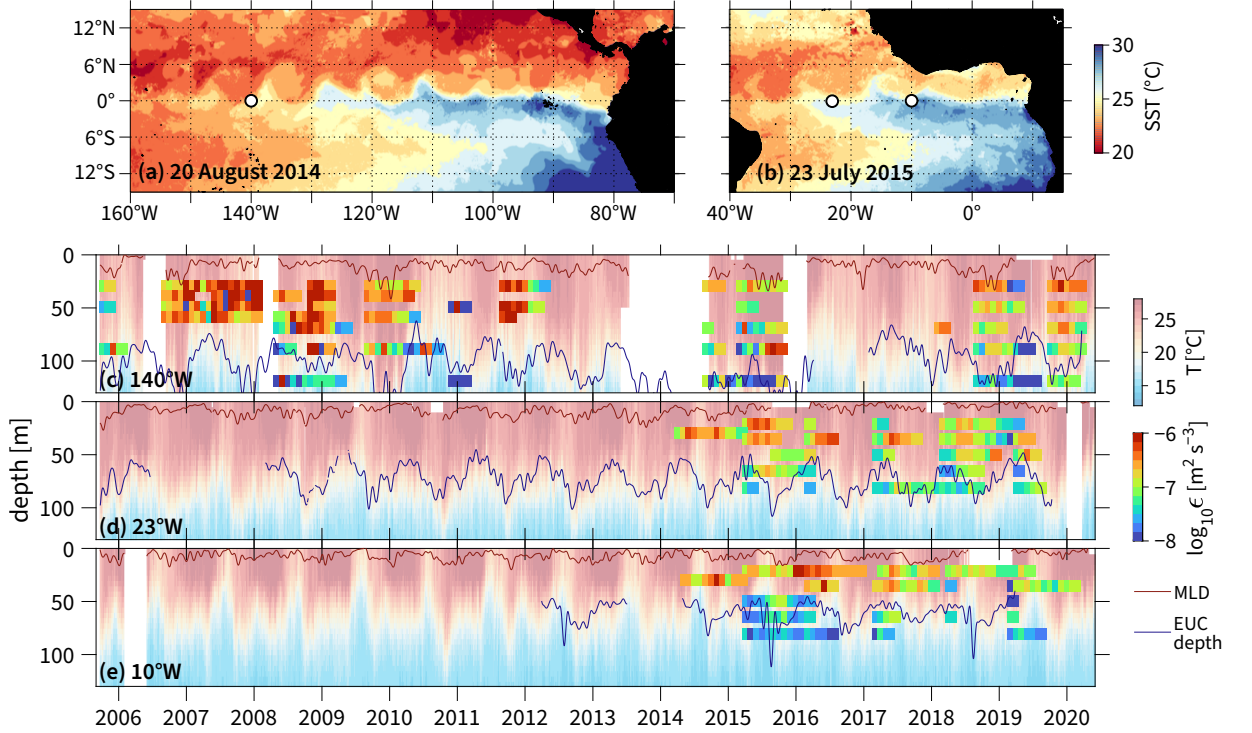 12°N
6°N
0°
6°S
12°S
(a) 20 August 2014
160°W 140°W 120°W 100°W 80°W
(b) 23 July 2015
40°W 20°W 0°
30
25
20
SST (°C)
0
50
100
(c) 140°W
25
20
15
T [°C]
0
50
100
(d) 23°W
depth [m]
−6
−7
−8
log10 ϵ [m2 s−3]
0
50
100
(e) 10°W
MLD
EUC
depth
2006 2007 2008 2009 2010 2011 2012 2013 2014 2015 2016 2017 2018 2019 2020